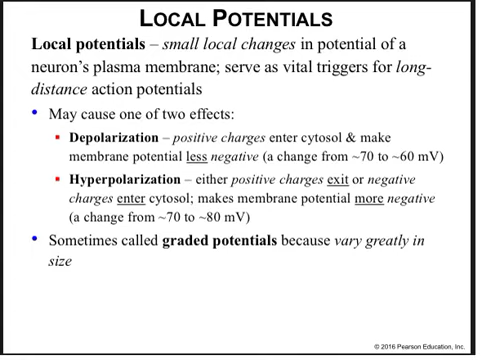 LOCAL POTENTIALS
Local potentials – small local changes in potential of a
neuron's plasma membrane; serve as vital triggers for long-
distance action potentials
• May cause one of two effects:
▪ Depolarization – positive charges enter cytosol & make
membrane potential less negative (a change from ~70 to ~60 mV)
▪ Hyperpolarization – either positive charges exit or negative
charges enter cytosol; makes membrane potential more negative
(a change from ~70 to ~80 mV)
• Sometimes called graded potentials because vary greatly in
size
© 2016 Pearson Education, Inc.